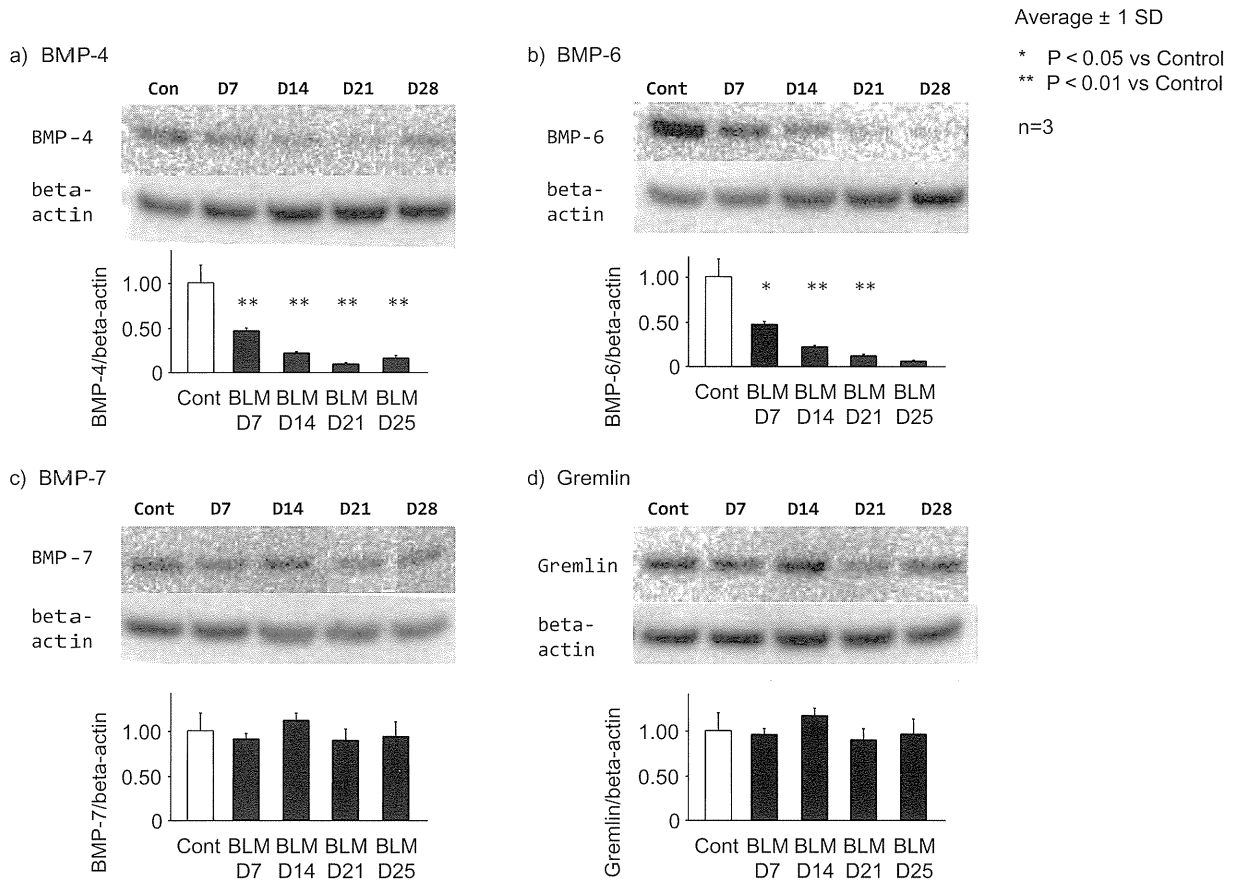 Average ± 1 SD
* P < 0.05 vs Control
** P < 0.01 vs Control
n=3
a) BMP-4
Con D7 D14 D21 D28
BMP-4
beta-
actin
BMP-4/beta-actin
1.00
0.50
0
** ** ** **
Cont BLM BLM BLM BLM
D7 D14 D21 D25
b) BMP-6
Cont D7 D14 D21 D28
BMP-6
beta-
actin
BMP-6/beta-actin
1.00
0.50
0
* ** **
Cont BLM BLM BLM BLM
D7 D14 D21 D25
c) BMP-7
Cont D7 D14 D21 D28
BMP-7
beta-
actin
BMP-7/beta-actin
1.00
0.50
0
Cont BLM BLM BLM BLM
D7 D14 D21 D25
d) Gremlin
Cont D7 D14 D21 D28
Gremlin
beta-
actin
Gremlin/beta-actin
1.00
0.50
0
Cont BLM BLM BLM BLM
D7 D14 D21 D25